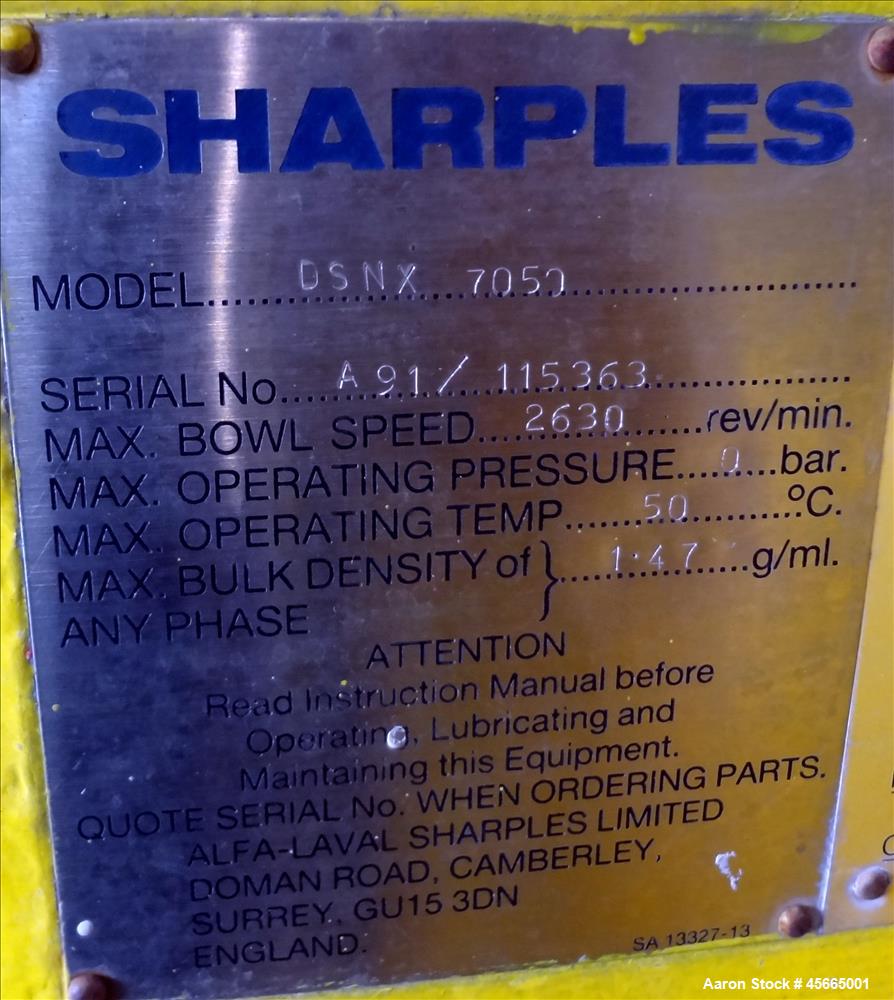 SHARPLES
MODEL.......DSNX 7050.......
SERIAL No.......A91/115363.......
MAX. BOWL SPEED....2630....rev/min.
MAX. OPERATING PRESSURE....0....bar.
MAX. OPERATING TEMP.......50.......°C.
MAX. BULK DENSITY of } ....1·47....g/ml.
ANY PHASE
ATTENTION
Read Instruction Manual before
Operating, Lubricating and
Maintaining this Equipment.
QUOTE SERIAL No. WHEN ORDERING PARTS.
ALFA-LAVAL SHARPLES LIMITED
DOMAN ROAD, CAMBERLEY,
SURREY, GU15 3DN
ENGLAND.
SA 13327-13
Aaron Stock # 45665001